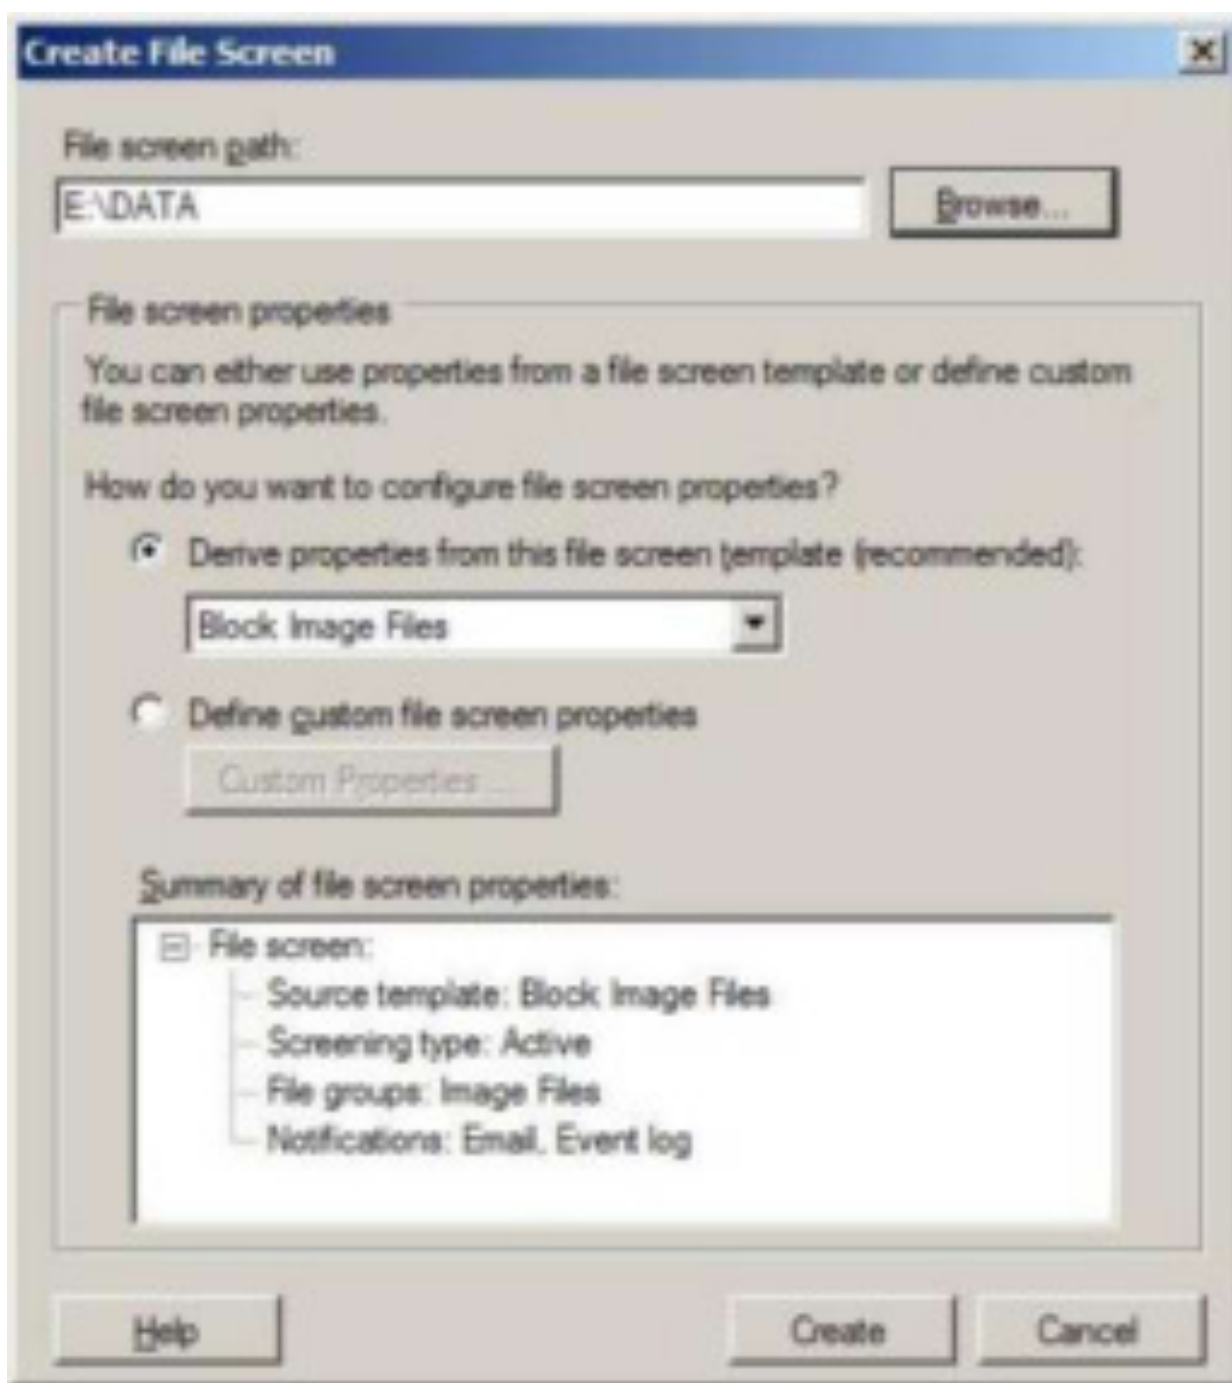 Create File Screen
File screen path:
E:\DATA
Browse...
File screen properties
You can either use properties from a file screen template or define custom
file screen properties.
How do you want to configure file screen properties?
Derive properties from this file screen template (recommended):
Block Image Files
Define custom file screen properties
Custom Properties ...
Summary of file screen properties:
File screen:
Source template: Block Image Files
Screening type: Active
File groups: Image Files
Notifications: Email, Event log
Help
Create
Cancel